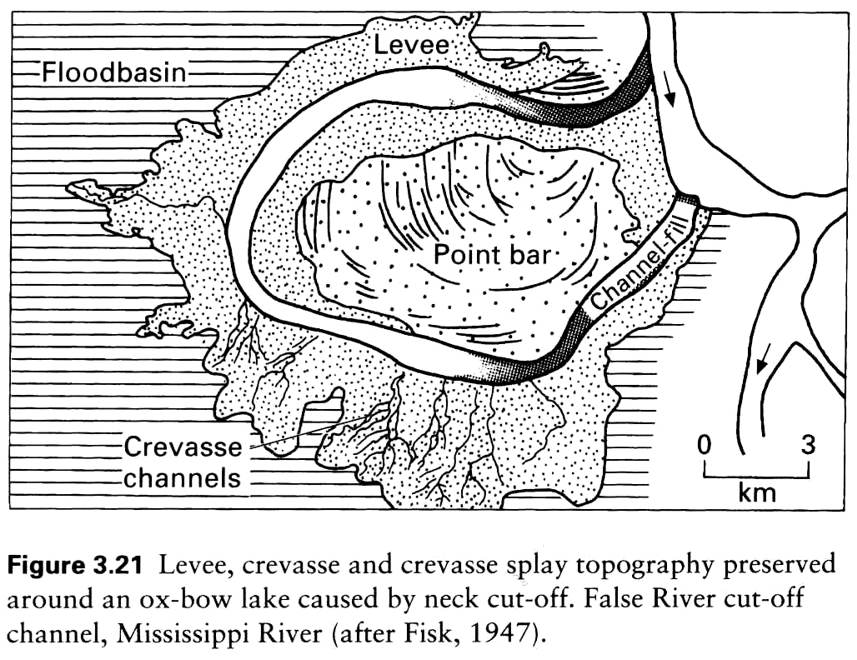 Levee
Floodbasin
Point bar
Channel-fill
Crevasse
channels
0 3
km
Figure 3.21 Levee, crevasse and crevasse splay topography preserved
around an ox-bow lake caused by neck cut-off. False River cut-off
channel, Mississippi River (after Fisk, 1947).